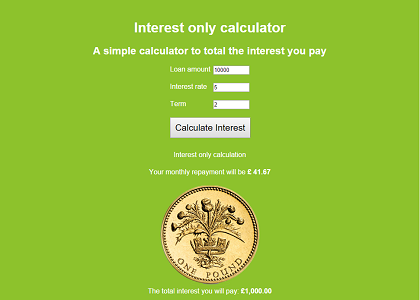 Interest only calculator
A simple calculator to total the interest you pay
Loan amount 10000
Interest rate 5
Term 2
Calculate Interest
Interest only calculation
Your monthly repayment will be £ 41.67
ONE POUND
The total interest you will pay: £1,000.00